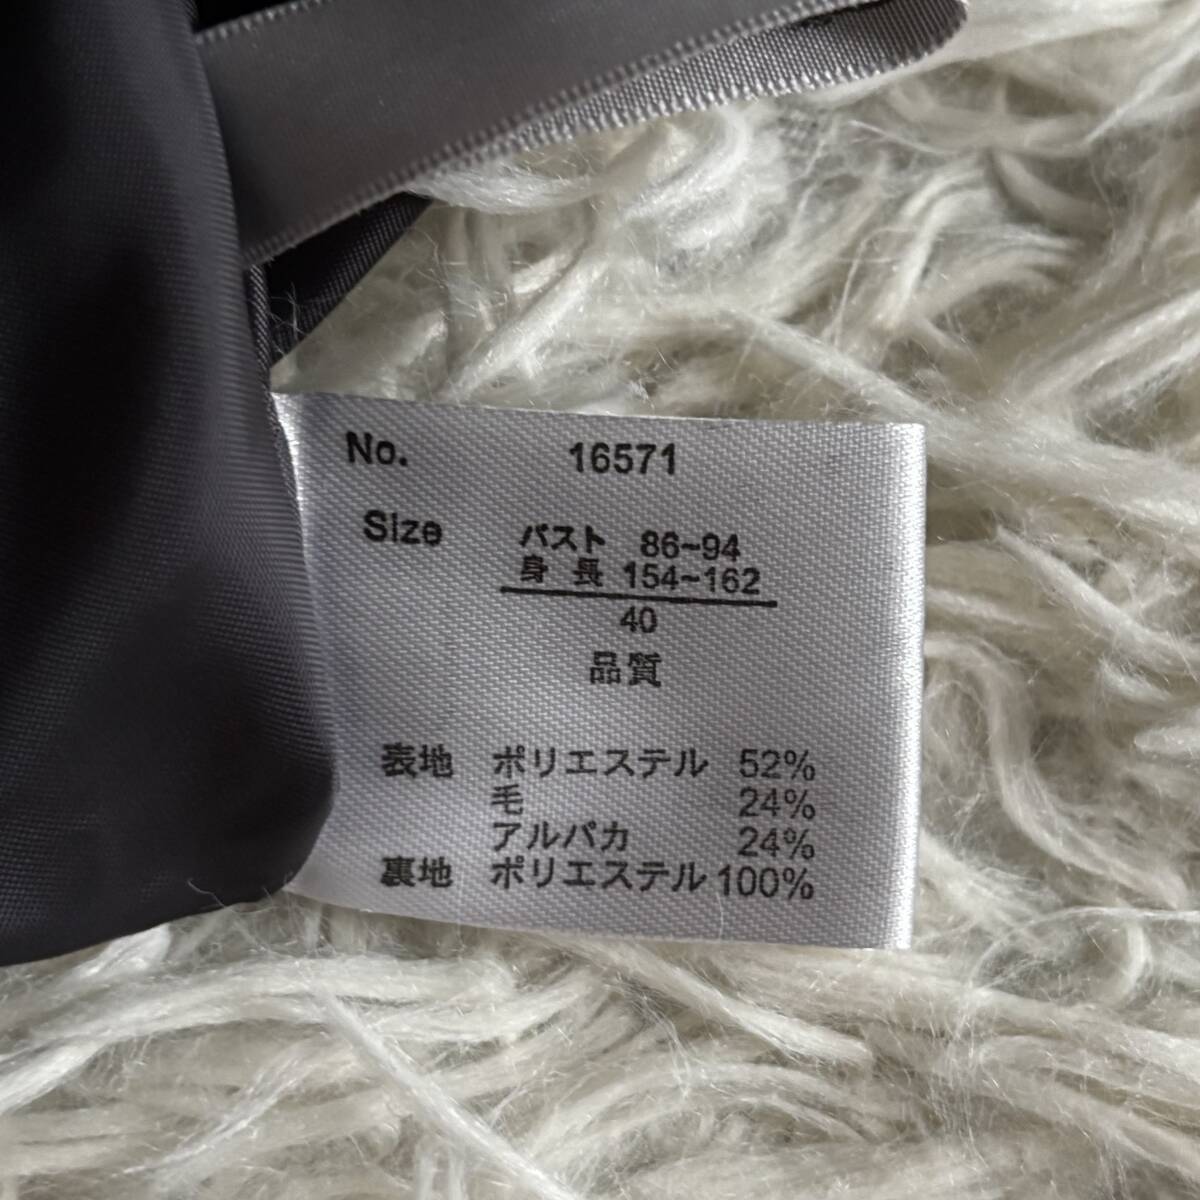 No. 16571
Size バスト 86~94
身長 154~162
40
品質
表地 ポリエステル 52%
毛 24%
アルパカ 24%
裏地 ポリエステル 100%